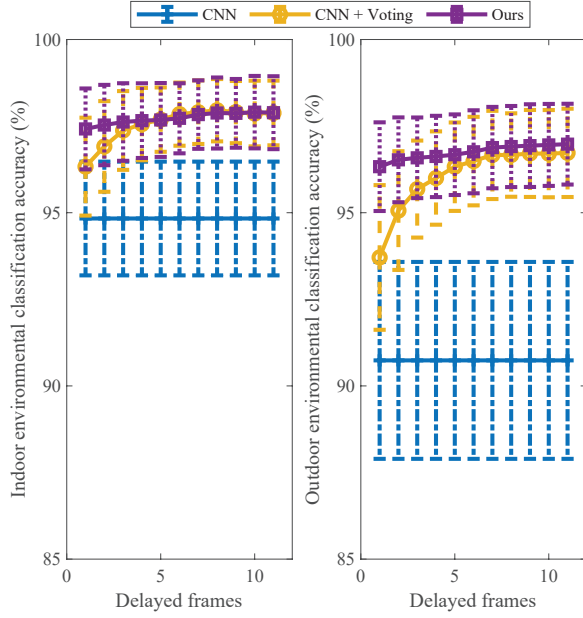 CNN CNN + Voting Ours
100
95
90
85
0 5 10
Delayed frames
Indoor environmental classification accuracy (%)
100
95
90
85
0 5 10
Delayed frames
Outdoor environmental classification accuracy (%)